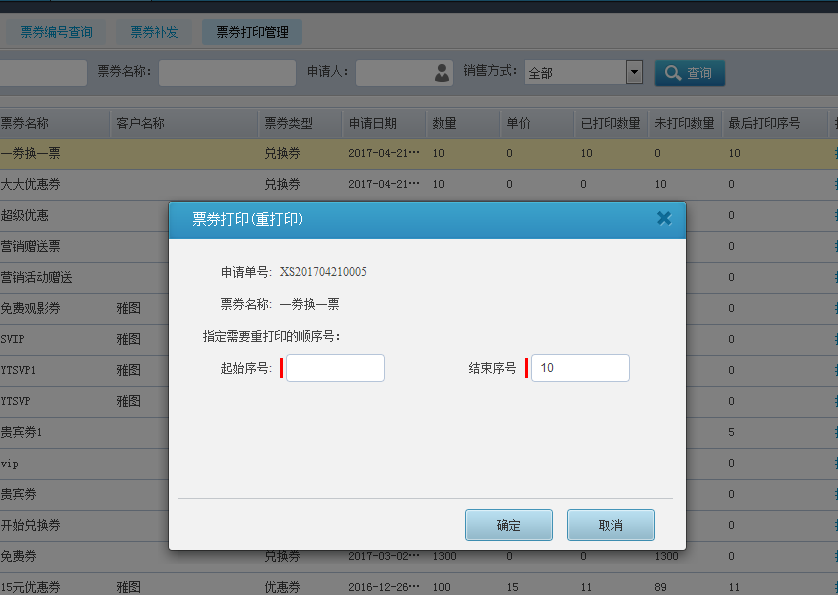 票券编号查询 票券补发 票券打印管理
票券名称: 申请人: 销售方式: 全部 查询
票券名称 客户名称 票券类型 申请日期 数量 单价 已打印数量 未打印数量 最后打印序号
一券换一票 兑换券 2017-04-21… 10 0 10 0 10
大大优惠券 兑换券 2017-04-21… 10 0 0 10 0
超级优惠 0
营销赠送票 0
营销活动赠送 0
免费观影券 雅图 0
SVIP 雅图 0
YTSVP1 雅图 0
YTSVP 雅图 0
贵宾券1 5
vip 0
贵宾券 0
开始兑换券 0
免费券 兑换券 2017-03-02… 1300 0 0 1300 0
15元优惠券 雅图 优惠券 2016-12-26… 100 15 11 89 11
票券打印(重打印)
申请单号: XS201704210005
票券名称: 一券换一票
指定需要重打印的顺序号:
起始序号: 结束序号 10
确定 取消